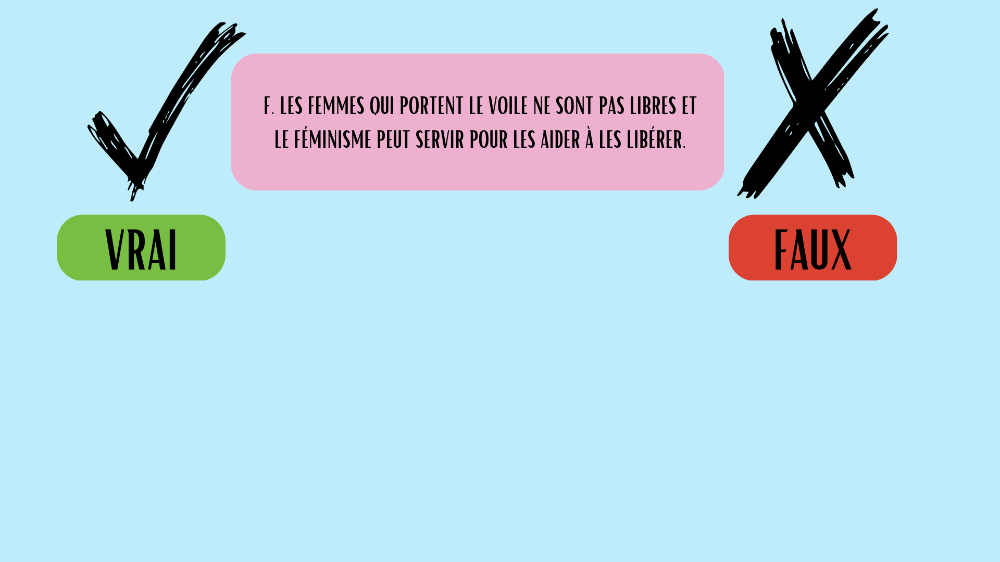 F. LES FEMMES QUI PORTENT LE VOILE NE SONT PAS LIBRES ET
LE FÉMINISME PEUT SERVIR POUR LES AIDER À LES LIBÉRER.
VRAI
FAUX